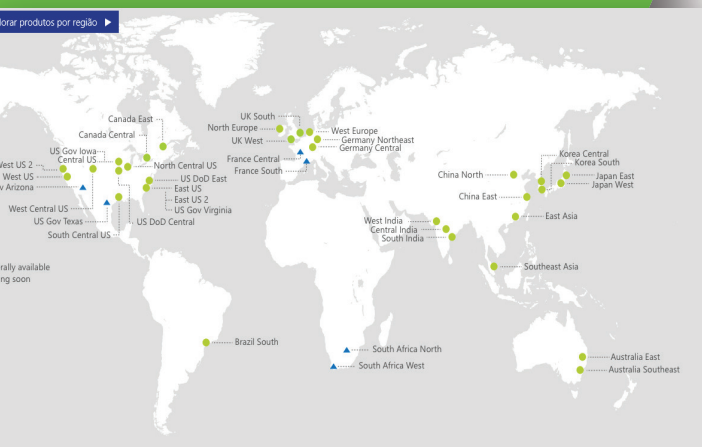 lorar produtos por região
Canada East
Canada Central
US Gov Iowa
Central US
West US 2
West US
v Arizona
North Central US
US DoD East
East US
East US 2
US Gov Virginia
West Central US
US Gov Texas
US DoD Central
South Central US
UK South
North Europe
UK West
West Europe
Germany Northeast
Germany Central
France Central
France South
Korea Central
Korea South
China North
Japan East
Japan West
China East
East Asia
West India
Central India
South India
Southeast Asia
rally available
ng soon
Brazil South
South Africa North
South Africa West
Australia East
Australia Southeast